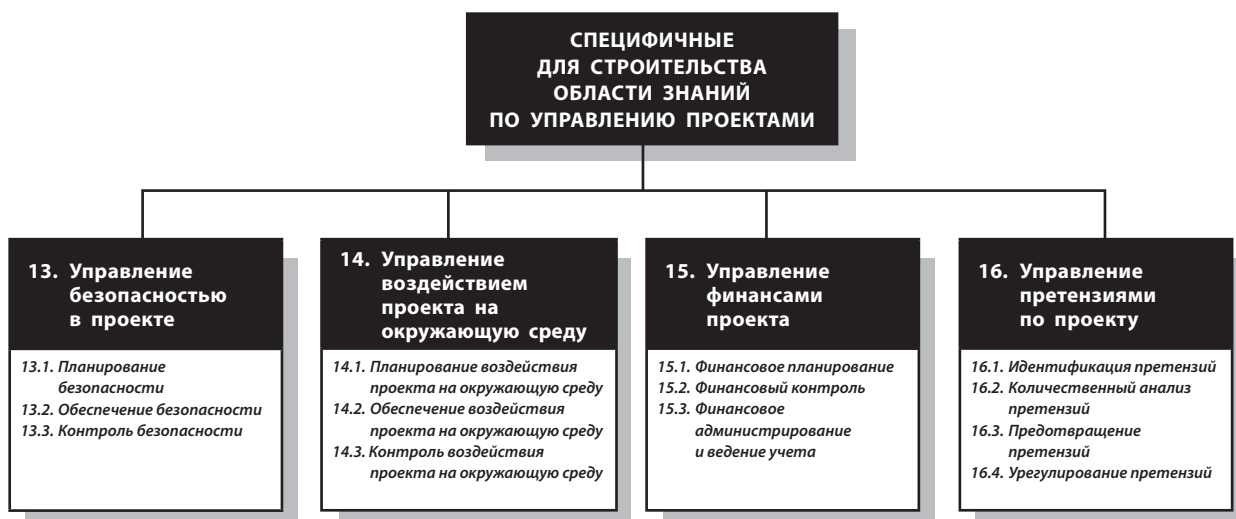 СПЕЦИФИЧНЫЕ
ДЛЯ СТРОИТЕЛЬСТВА
ОБЛАСТИ ЗНАНИЙ
ПО УПРАВЛЕНИЮ ПРОЕКТАМИ
13. Управление
безопасностью
в проекте
13.1. Планирование
безопасности
13.2. Обеспечение безопасности
13.3. Контроль безопасности
14. Управление
воздействием
проекта на
окружающую среду
14.1. Планирование воздействия
проекта на окружающую среду
14.2. Обеспечение воздействия
проекта на окружающую среду
14.3. Контроль воздействия
проекта на окружающую среду
15. Управление
финансами
проекта
15.1. Финансовое планирование
15.2. Финансовый контроль
15.3. Финансовое
администрирование
и ведение учета
16. Управление
претензиями
по проекту
16.1. Идентификация претензий
16.2. Количественный анализ
претензий
16.3. Предотвращение
претензий
16.4. Урегулирование претензий